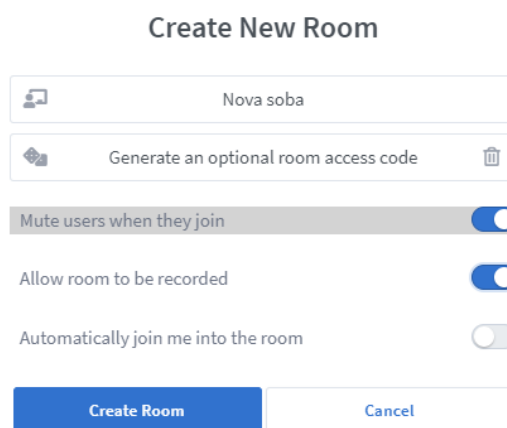 Create New Room
Nova soba
Generate an optional room access code
Mute users when they join
Allow room to be recorded
Automatically join me into the room
Create Room
Cancel